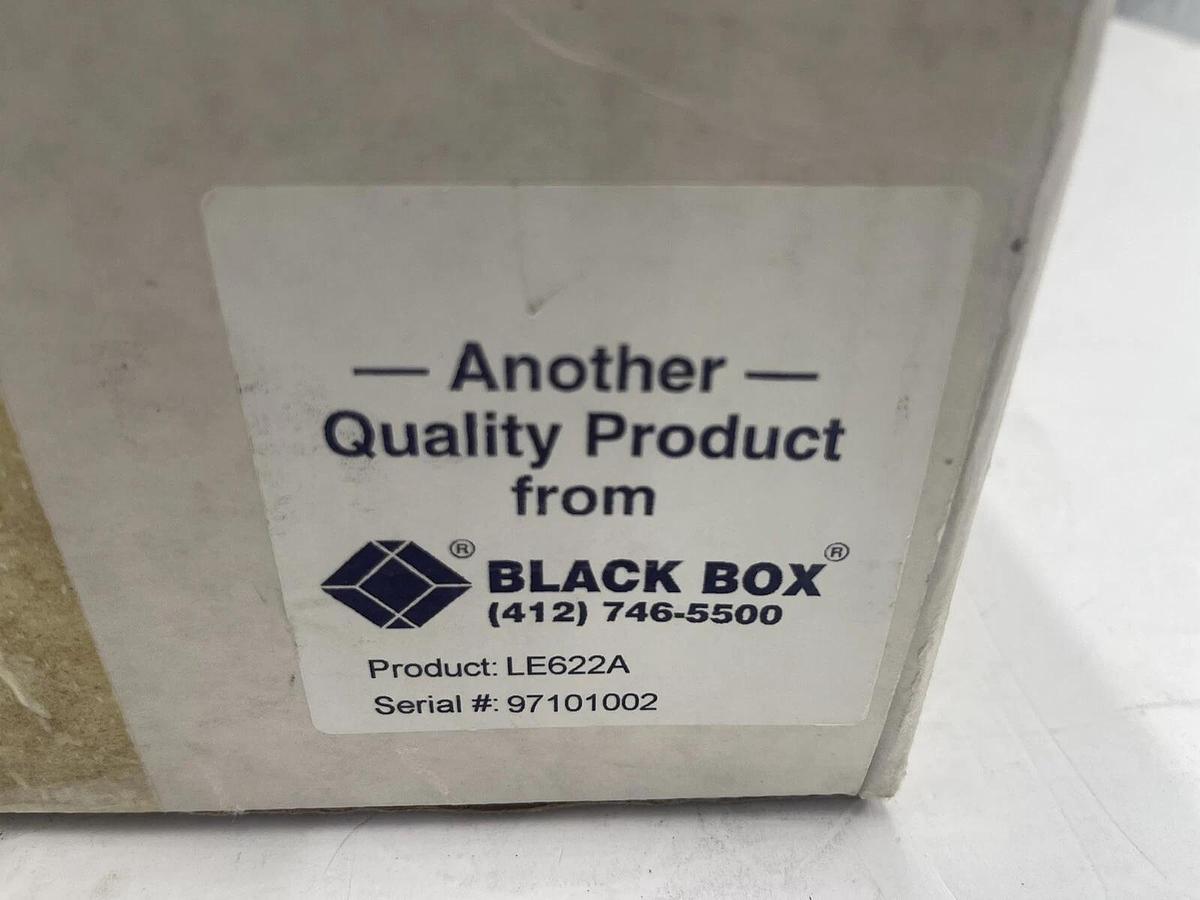 — Another —
Quality Product
from
® BLACK BOX®
(412) 746-5500
Product: LE622A
Serial #: 97101002